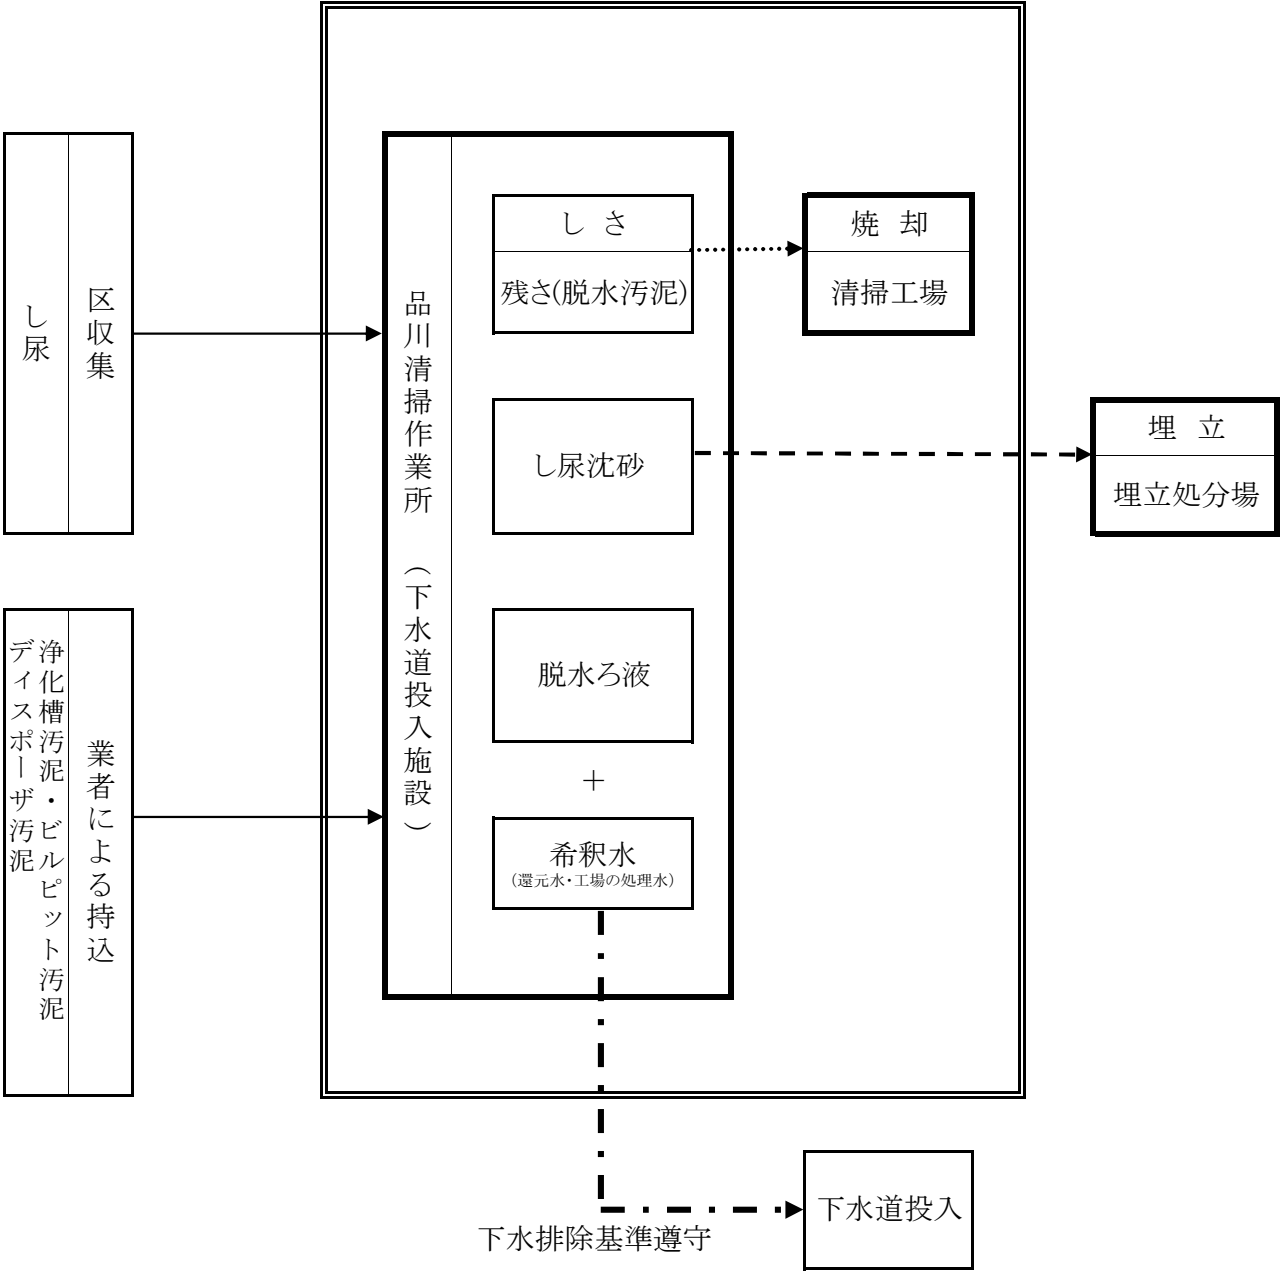 し尿
区収集
浄化槽汚泥・ビルピット汚泥
ディスポーザ汚泥
業者による持込
品川清掃作業所 （下水道投入施設）
し さ
残さ(脱水汚泥)
し尿沈砂
脱水ろ液
＋
希釈水
（還元水・工場の処理水）
焼 却
清掃工場
埋 立
埋立処分場
下水排除基準遵守
下水道投入